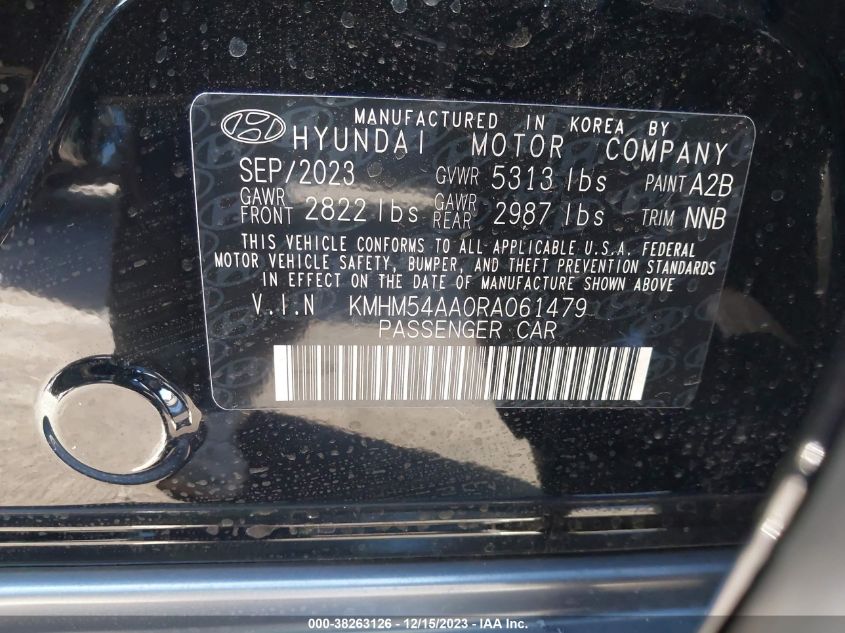 MANUFACTURED IN KOREA BY
HYUNDAI MOTOR COMPANY
SEP/2023 GVWR 5313 lbs PAINT A2B
GAWR FRONT 2822 lbs GAWR REAR 2987 lbs TRIM NNB
THIS VEHICLE CONFORMS TO ALL APPLICABLE U.S.A. FEDERAL
MOTOR VEHICLE SAFETY, BUMPER, AND THEFT PREVENTION STANDARDS
IN EFFECT ON THE DATE OF MANUFACTURE SHOWN ABOVE.
V.I.N KMHM54AA0RA061479
PASSENGER CAR
000-38263126 - 12/15/2023 - IAA Inc.